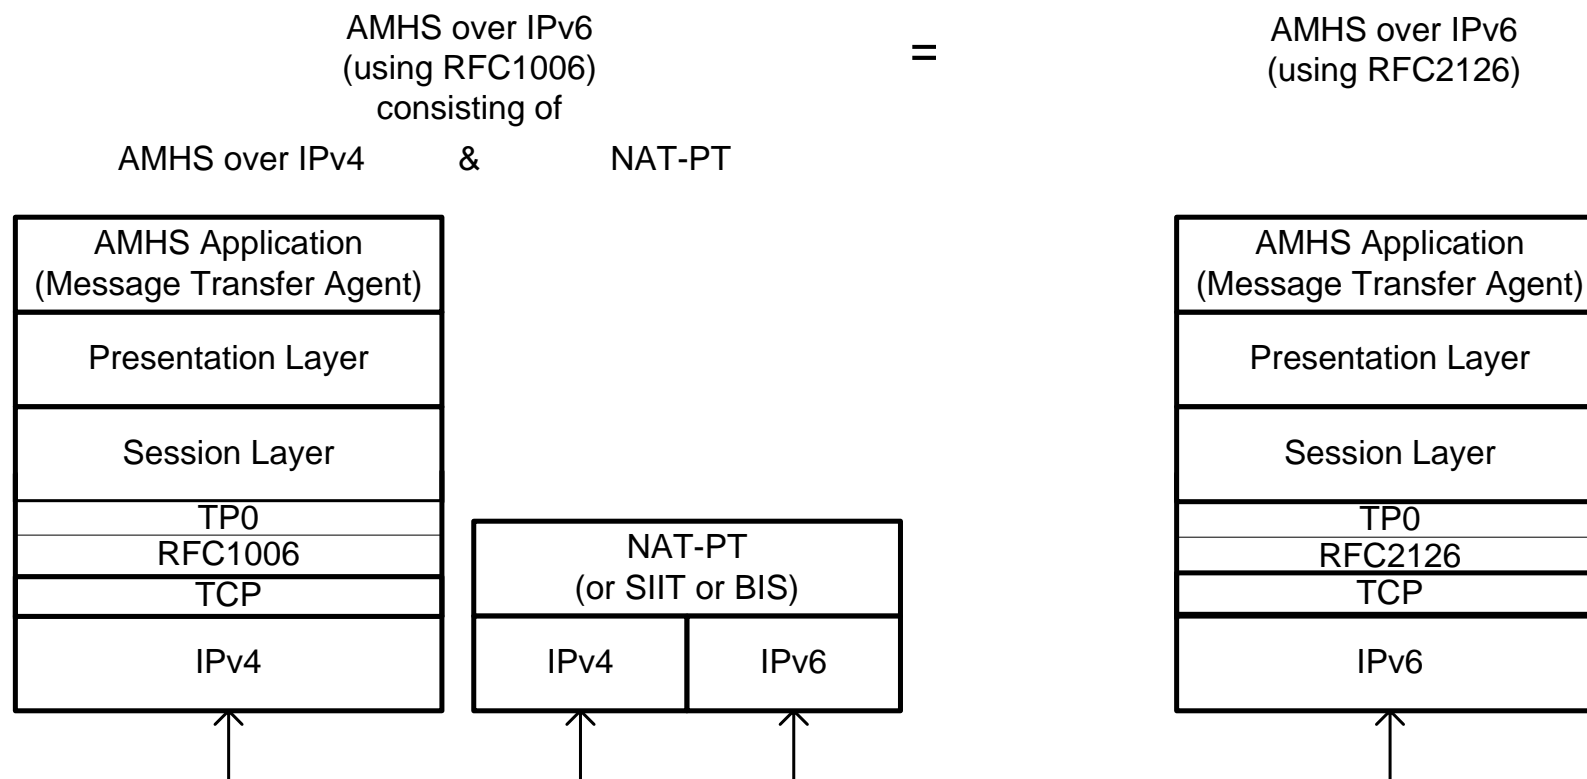 AMHS over IPv6
(using RFC1006)
consisting of
=
AMHS over IPv6
(using RFC2126)
AMHS over IPv4 & NAT-PT
AMHS Application
(Message Transfer Agent)
Presentation Layer
Session Layer
TP0
RFC1006
TCP
IPv4
NAT-PT
(or SIIT or BIS)
IPv4
IPv6
AMHS Application
(Message Transfer Agent)
Presentation Layer
Session Layer
TP0
RFC2126
TCP
IPv6